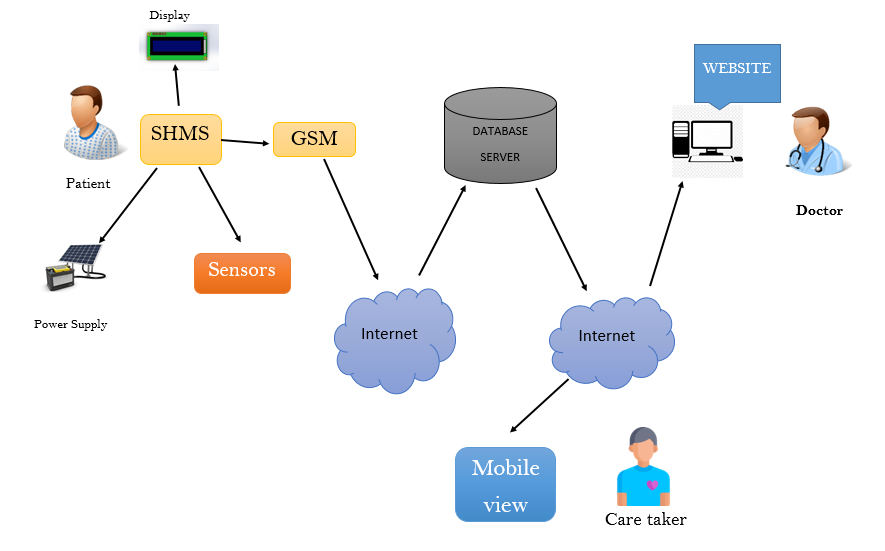 Display
WEBSITE
SHMS
GSM
DATABASE
SERVER
Patient
Doctor
Sensors
Power Supply
Internet
Internet
Mobile
view
Care taker